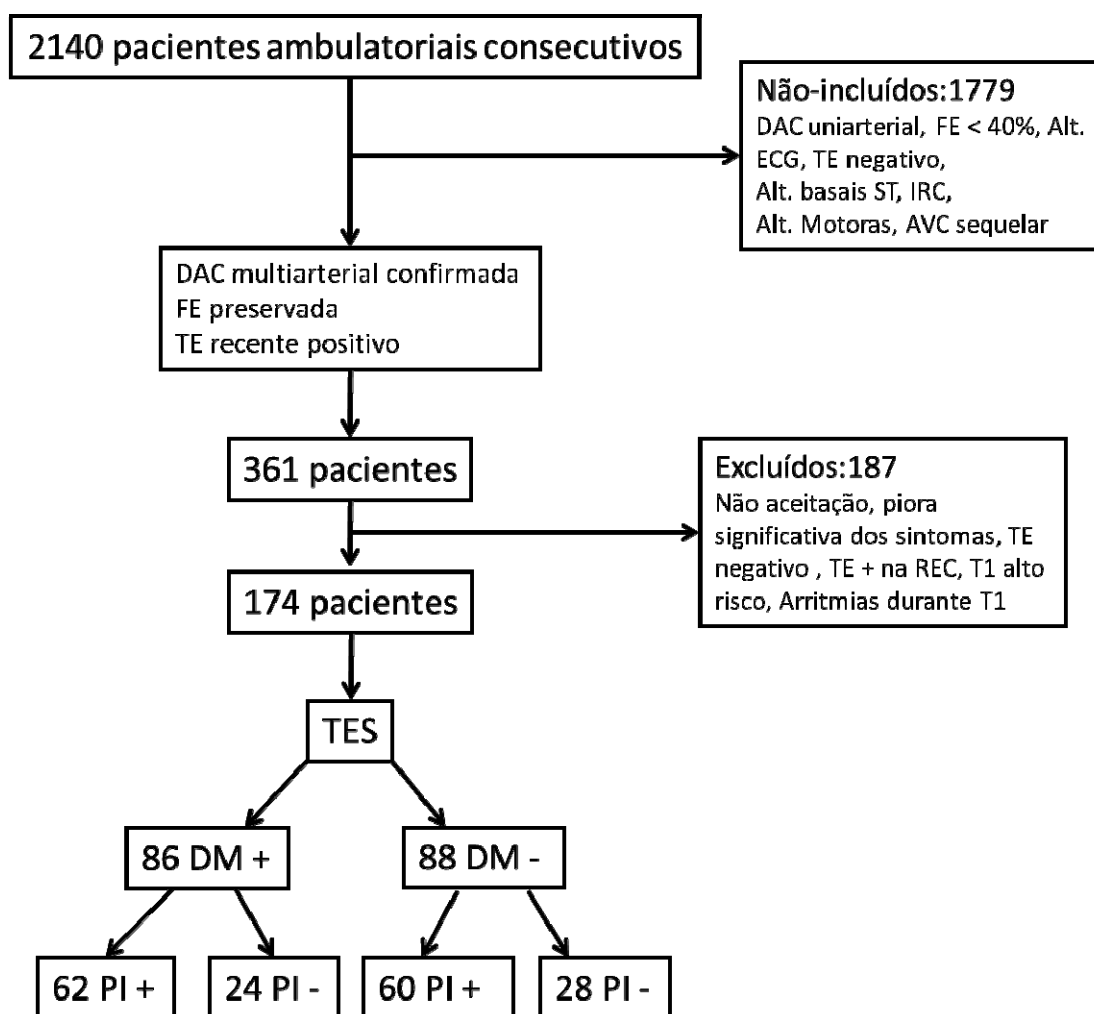 2140 pacientes ambulatoriais consecutivos
Não-incluídos:1779
DAC uniarterial, FE < 40%, Alt.
ECG, TE negativo,
Alt. basais ST, IRC,
Alt. Motoras, AVC sequelar
DAC multiarterial confirmada
FE preservada
TE recente positivo
361 pacientes
Excluídos:187
Não aceitação, piora
significativa dos sintomas, TE
negativo , TE + na REC, T1 alto
risco, Arritmias durante T1
174 pacientes
TES
86 DM +
88 DM -
62 PI +
24 PI -
60 PI +
28 PI -